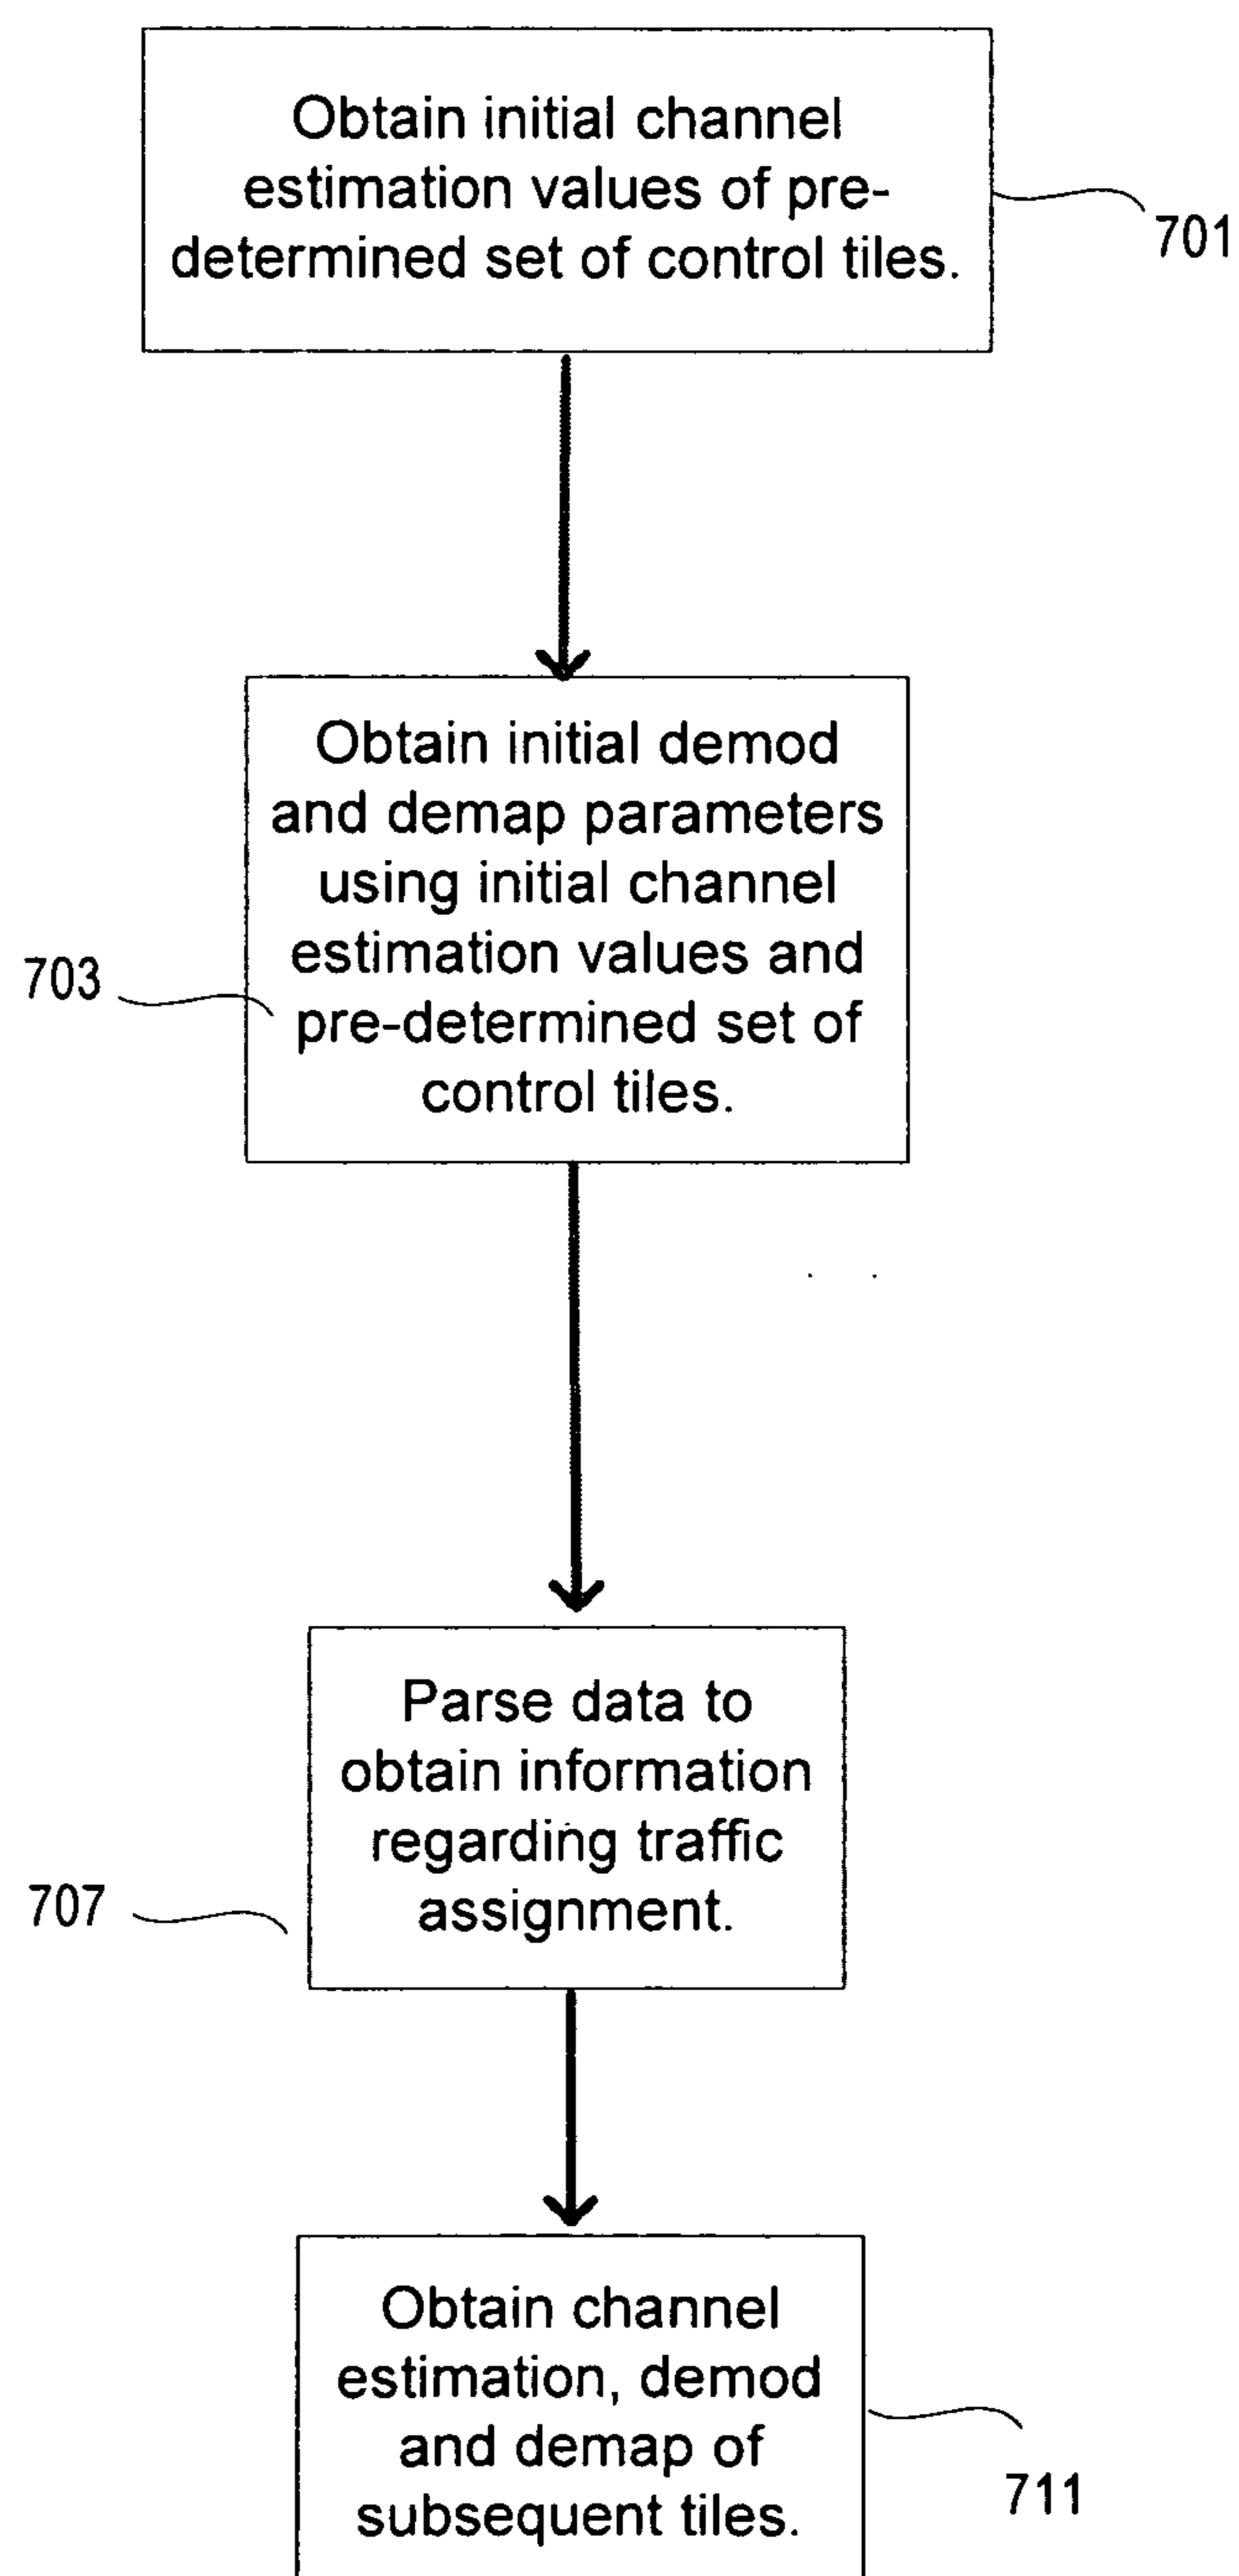 Obtain initial channel
estimation values of pre-
determined set of control tiles.
701
Obtain initial demod
and demap parameters
using initial channel
estimation values and
pre-determined set of
control tiles.
703
Parse data to
obtain information
regarding traffic
assignment.
707
Obtain channel
estimation, demod
and demap of
subsequent tiles.
711